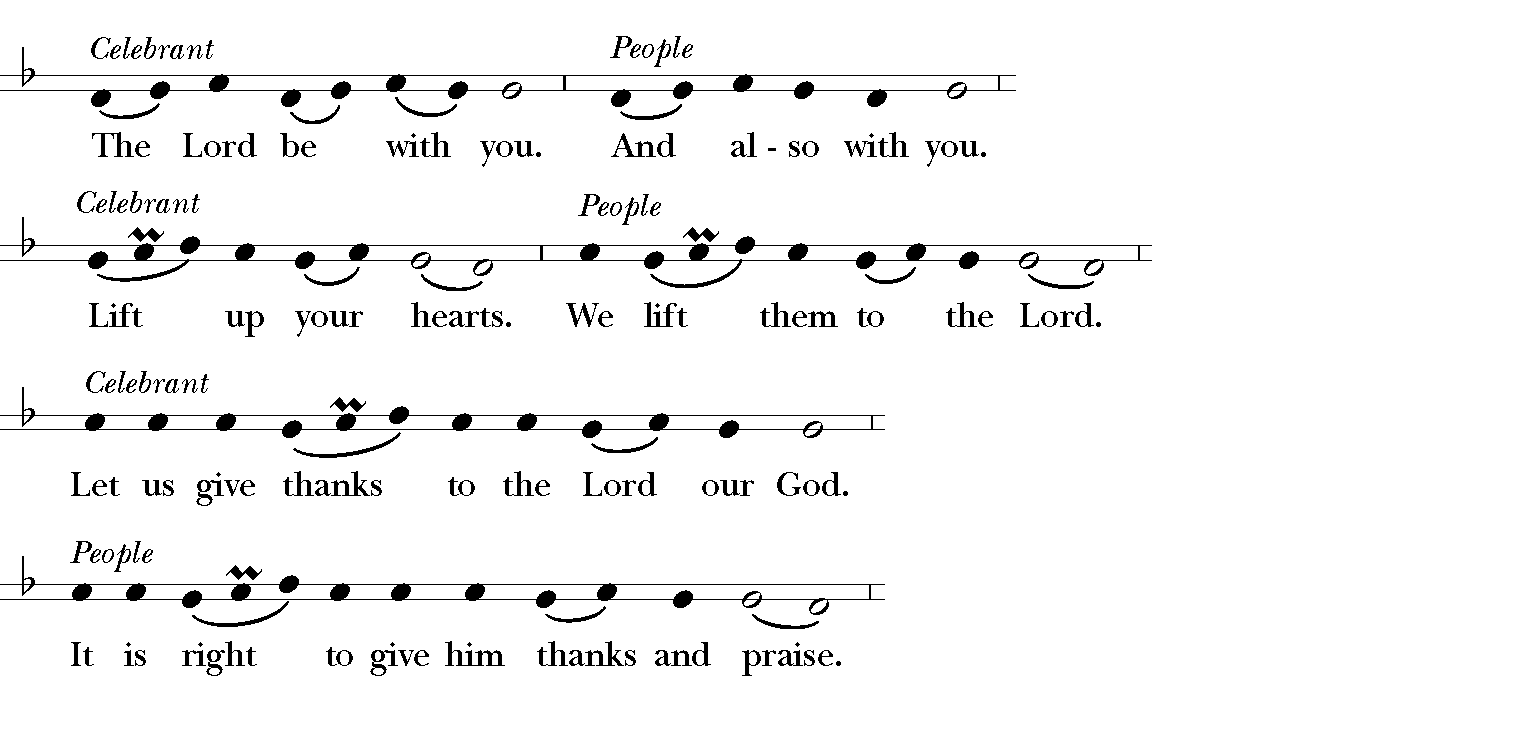 Celebrant People
The Lord be with you. And al - so with you.
Celebrant People
Lift up your hearts. We lift them to the Lord.
Celebrant
Let us give thanks to the Lord our God.
People
It is right to give him thanks and praise.